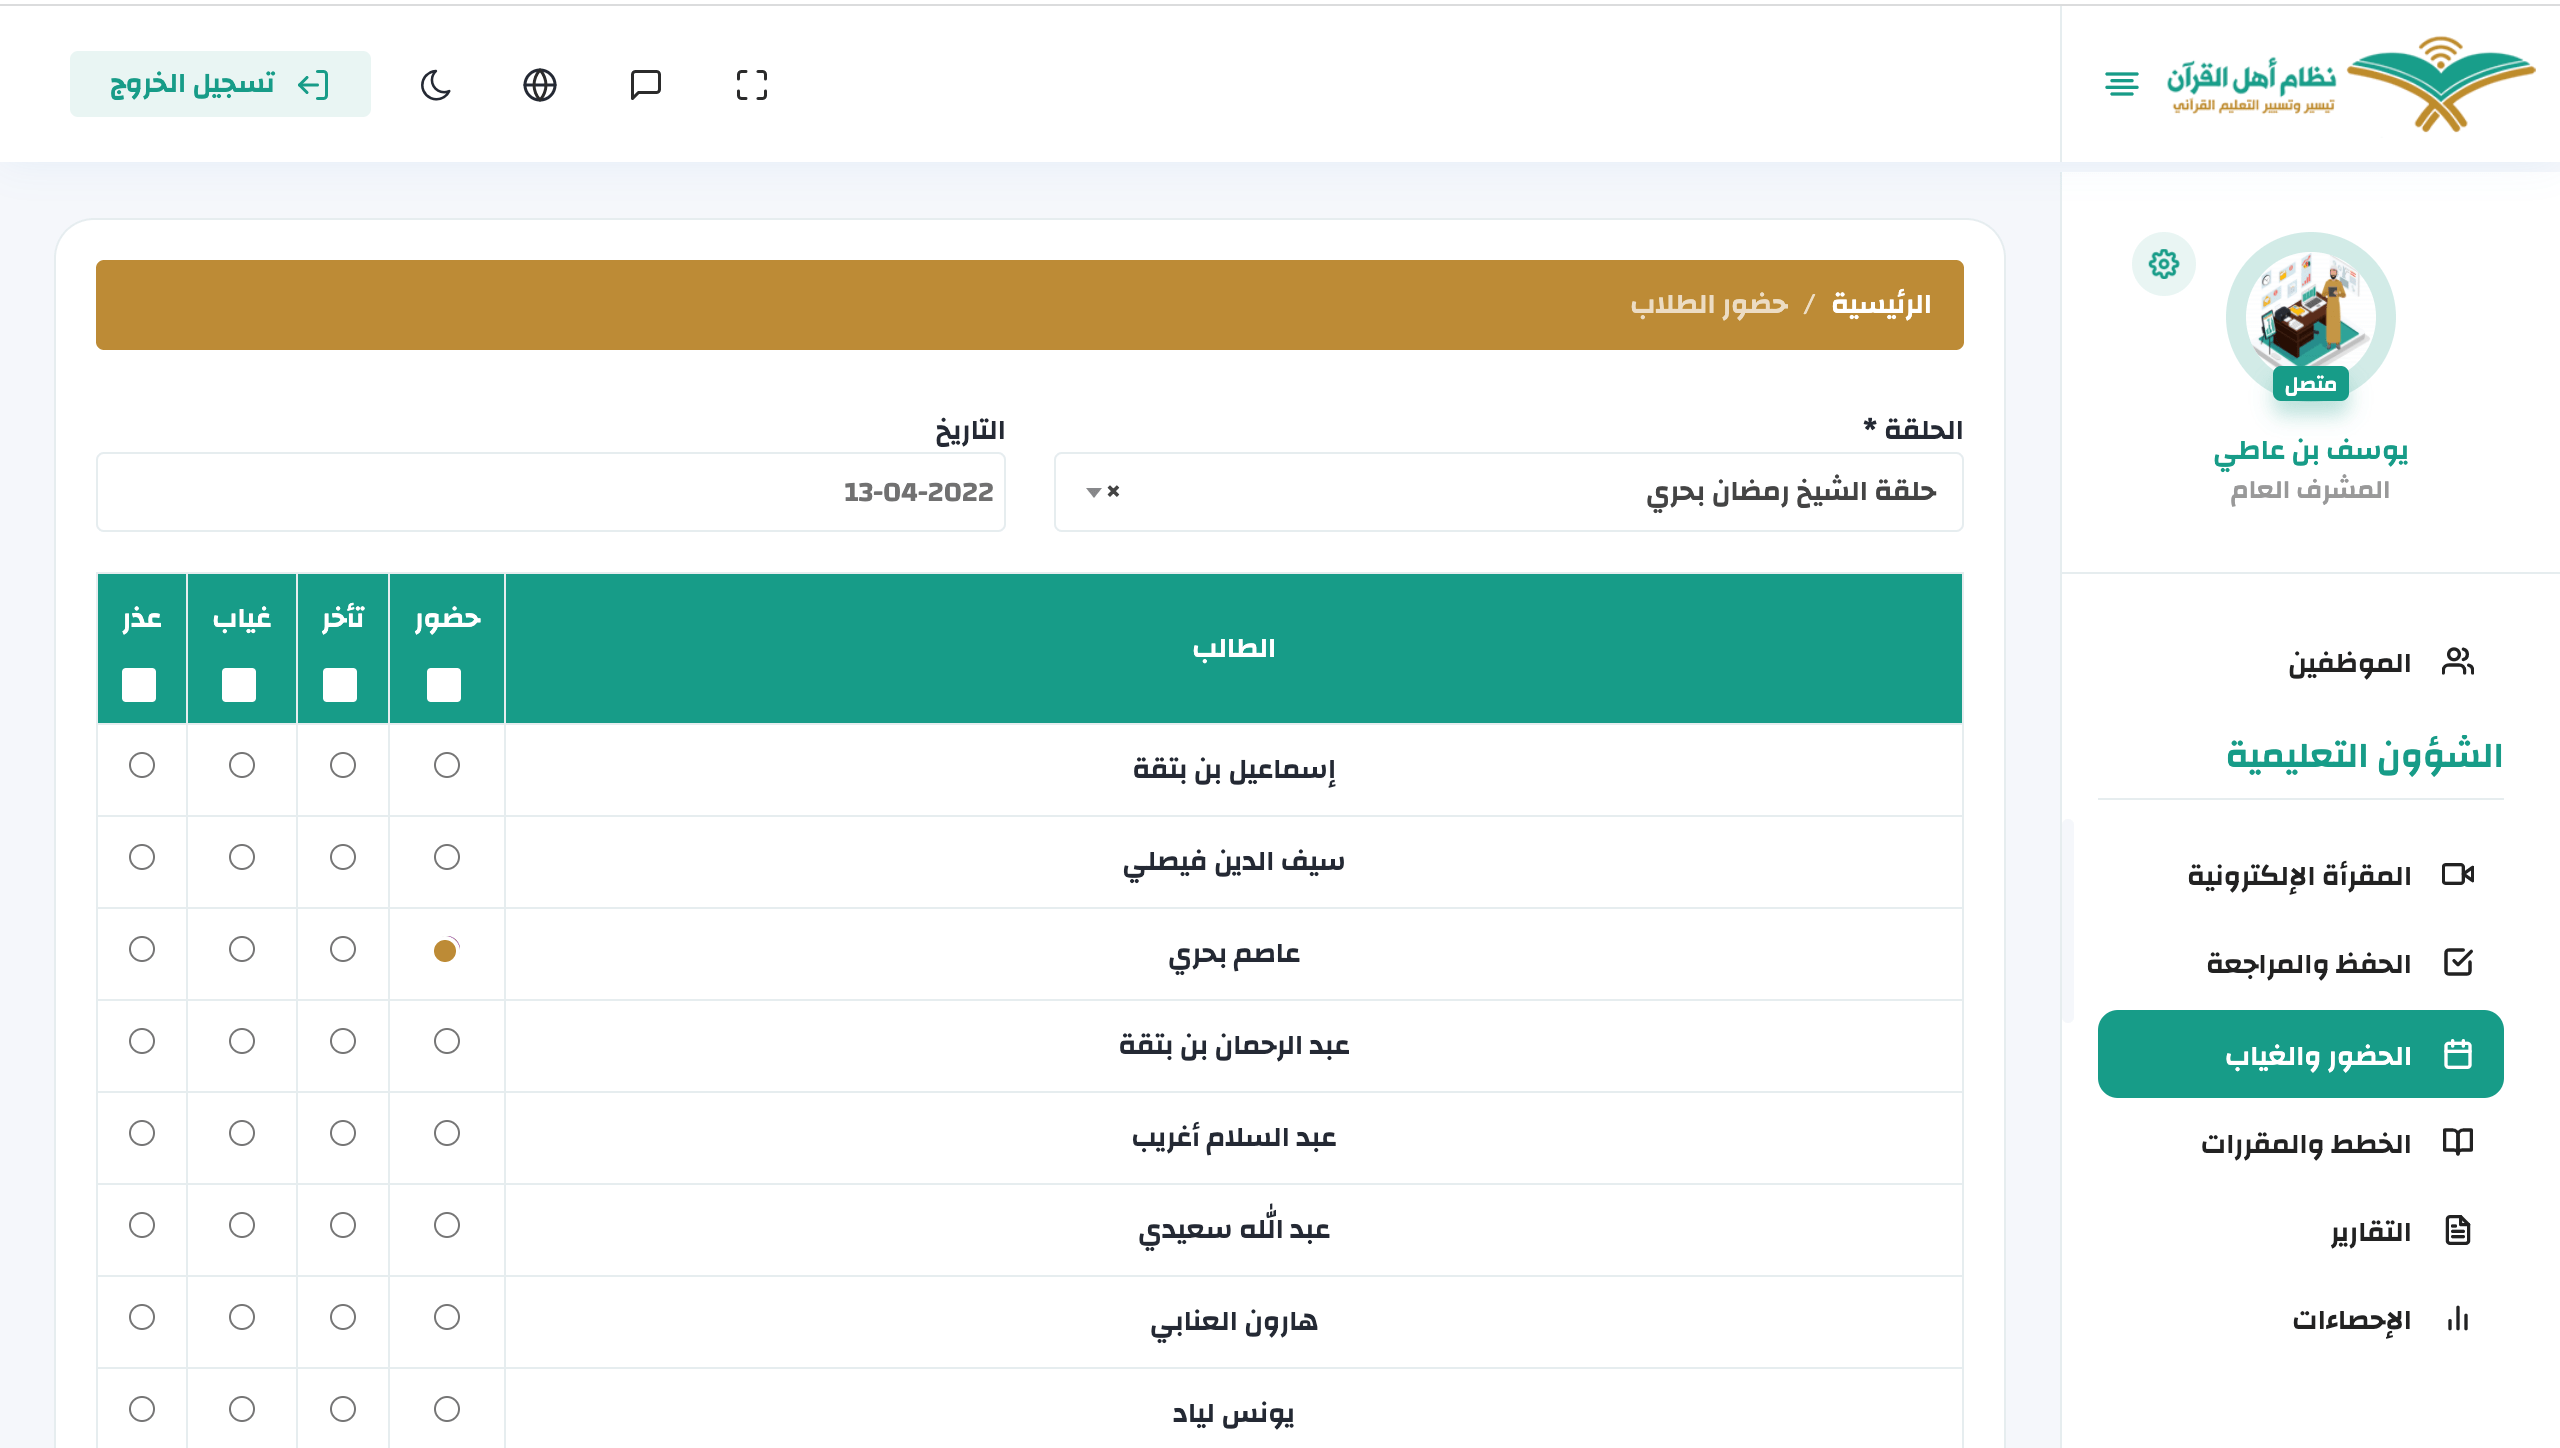 نظام أهل القرآن
تيسير وتسيير التعليم القرآني
تسجيل الخروج
متصل
يوسف بن عاطي
المشرف العام
الموظفين
الشؤون التعليمية
المقرأة الإلكترونية
الحفظ والمراجعة
الحضور والغياب
الخطط والمقررات
التقارير
الإحصاءات
الرئيسية / حضور الطلاب
الحلقة *
حلقة الشيخ رمضان بحري ×
التاريخ
13-04-2022
الطالب حضور تأخر غياب عذر
إسماعيل بن بتقة
سيف الدين فيصلي
عاصم بحري
عبد الرحمان بن بتقة
عبد السلام أغريب
عبد الله سعيدي
هارون العنابي
يونس لياد